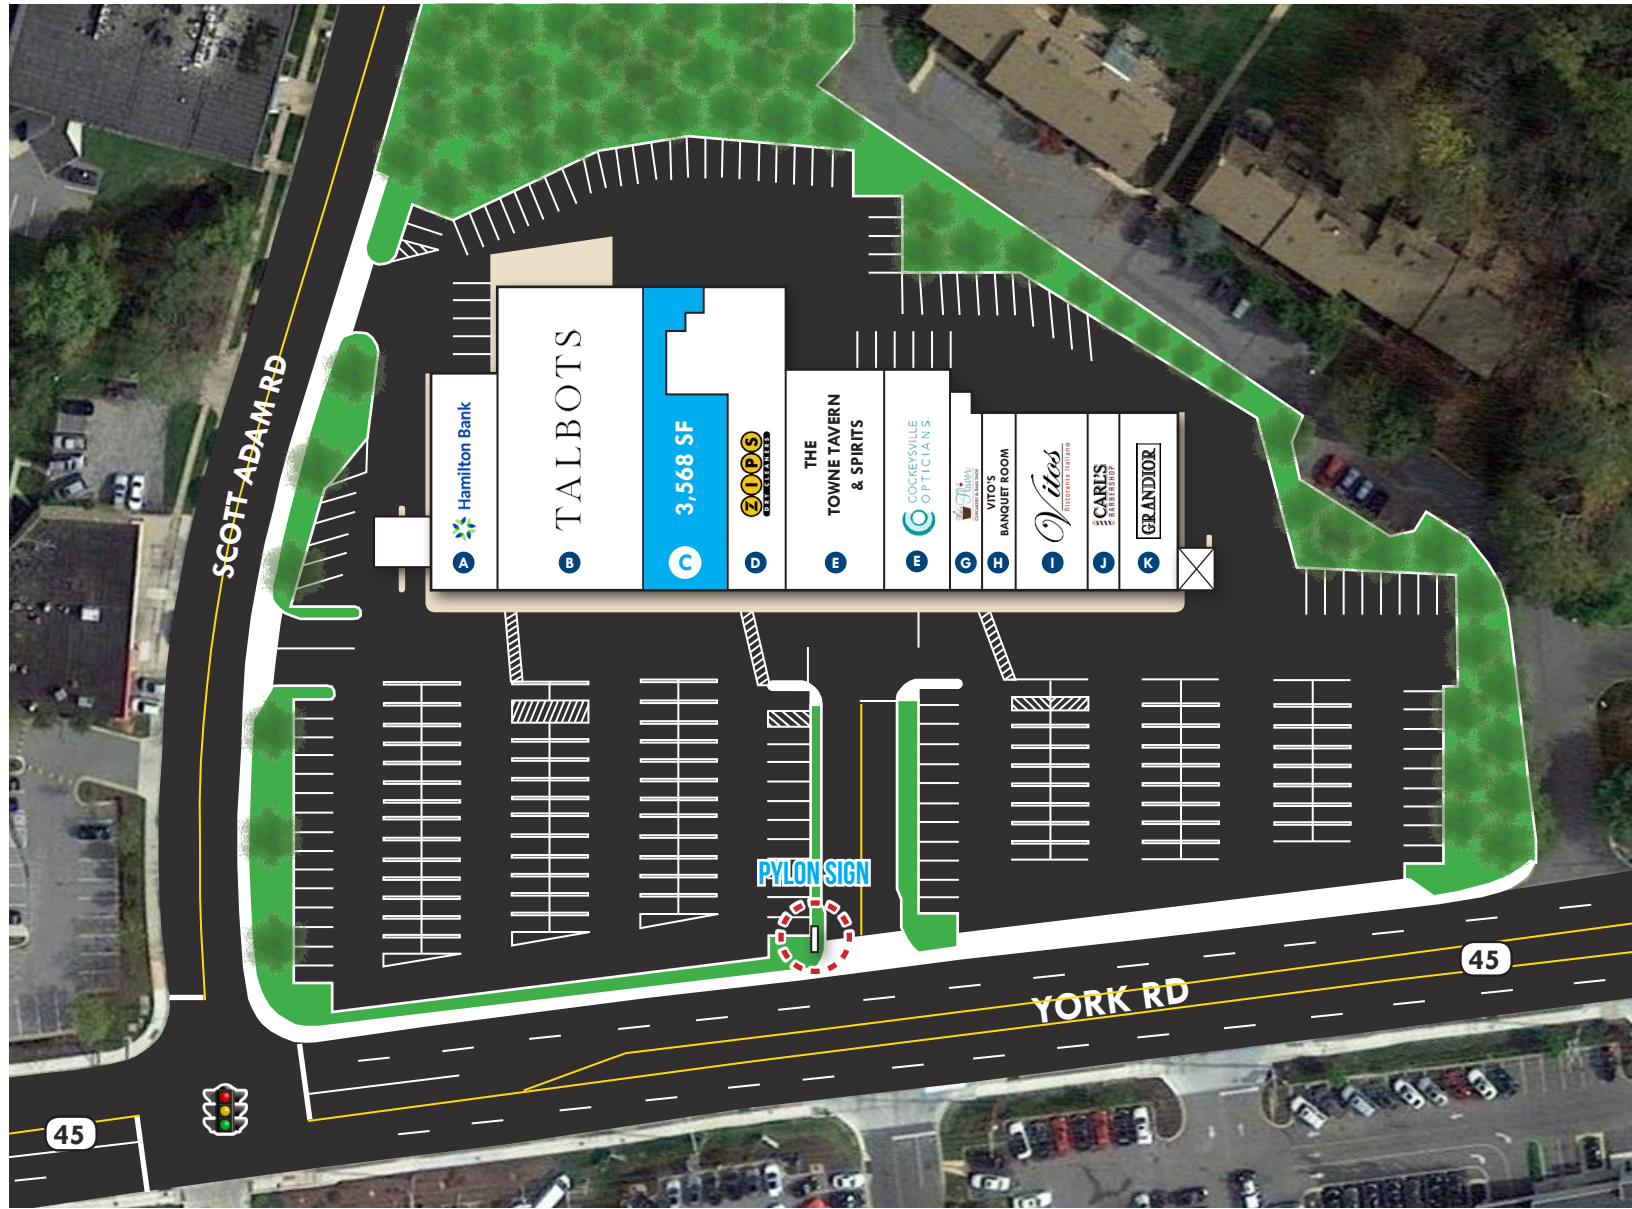 SCOTT ADAM RD
Hamilton Bank
A
TALBOTS
B
3,568 SF
C
ZIPS
DRY CLEANERS
D
THE
TOWNE TAVERN
& SPIRITS
E
COCKEYSVILLE
OPTICIANS
E
Flavor
G
VITO'S
BANQUET ROOM
H
Vitos
Ristorante Italiano
I
CARL'S
BARBERSHOP
J
GRANDIOR
K
PYLON SIGN
YORK RD
45
45